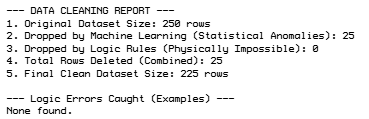 --- DATA CLEANING REPORT ---
1. Original Dataset Size: 250 rows
2. Dropped by Machine Learning (Statistical Anomalies): 25
3. Dropped by Logic Rules (Physically Impossible): 0
4. Total Rows Deleted (Combined): 25
5. Final Clean Dataset Size: 225 rows

--- Logic Errors Caught (Examples) ---
None found.